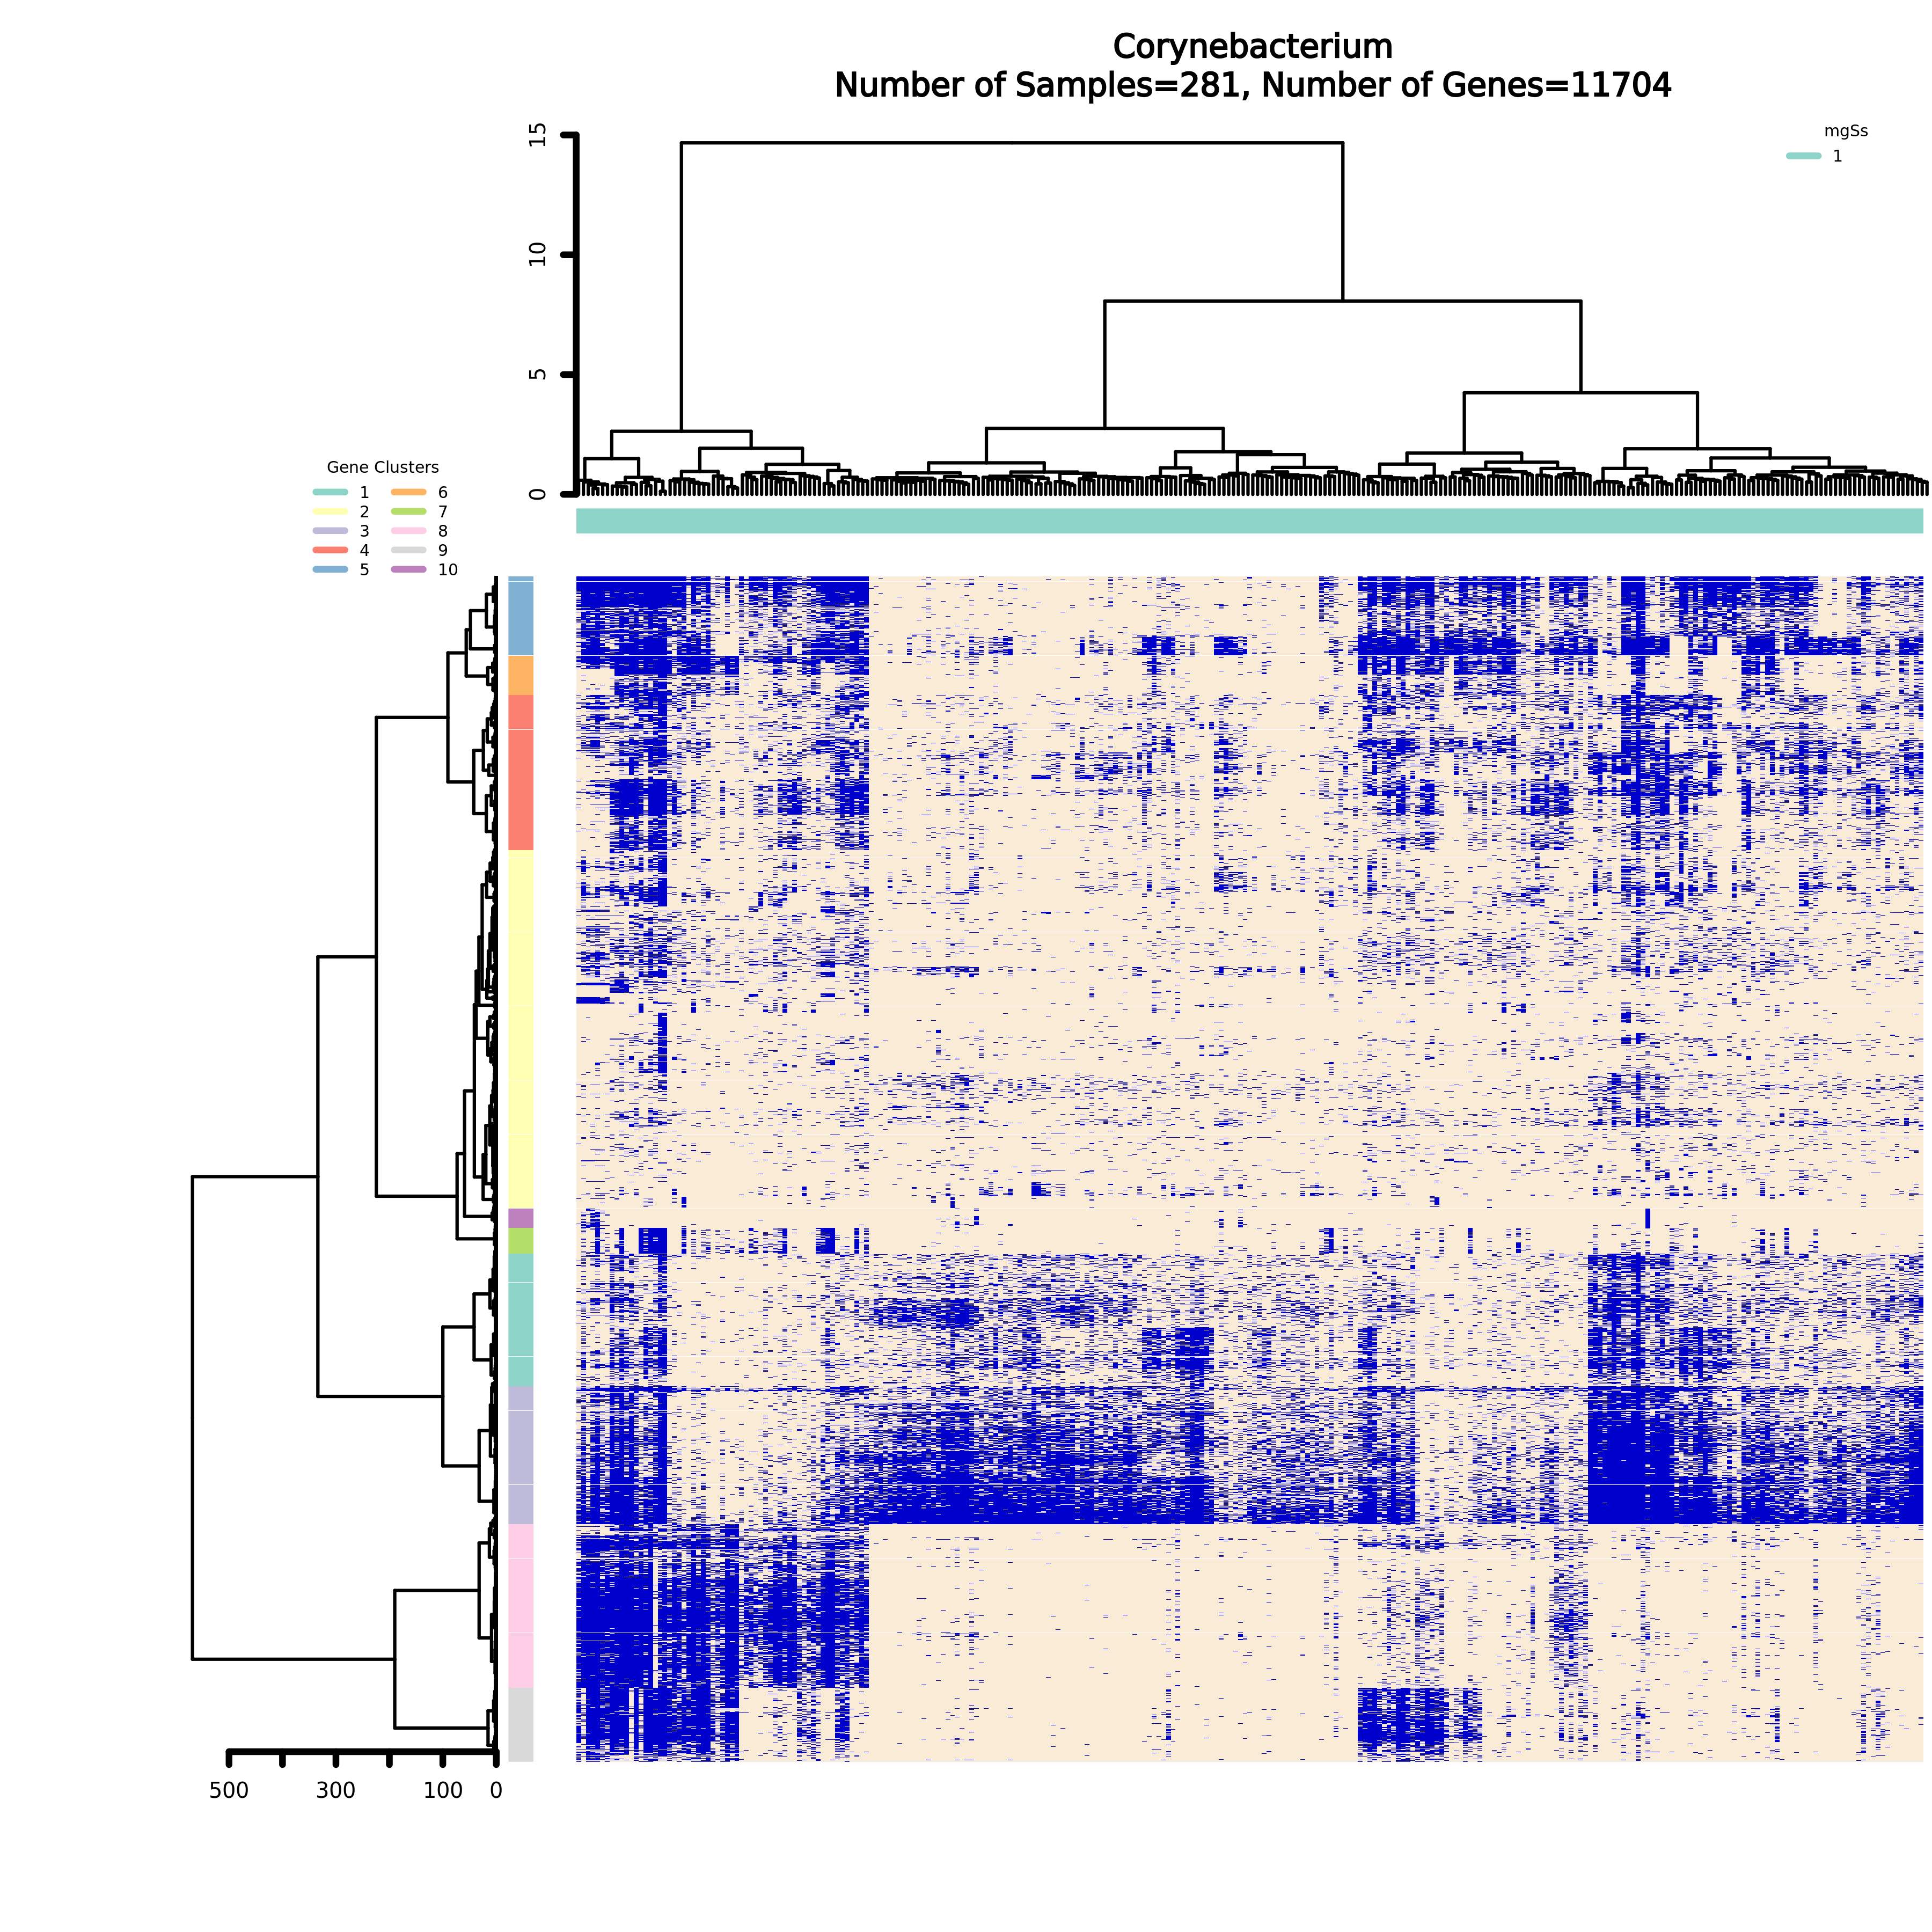 Corynebacterium
Number of Samples=281, Number of Genes=11704
mgSs
1
15
10
5
0
Gene Clusters
1 6
2 7
3 8
4 9
5 10
500 300 100 0